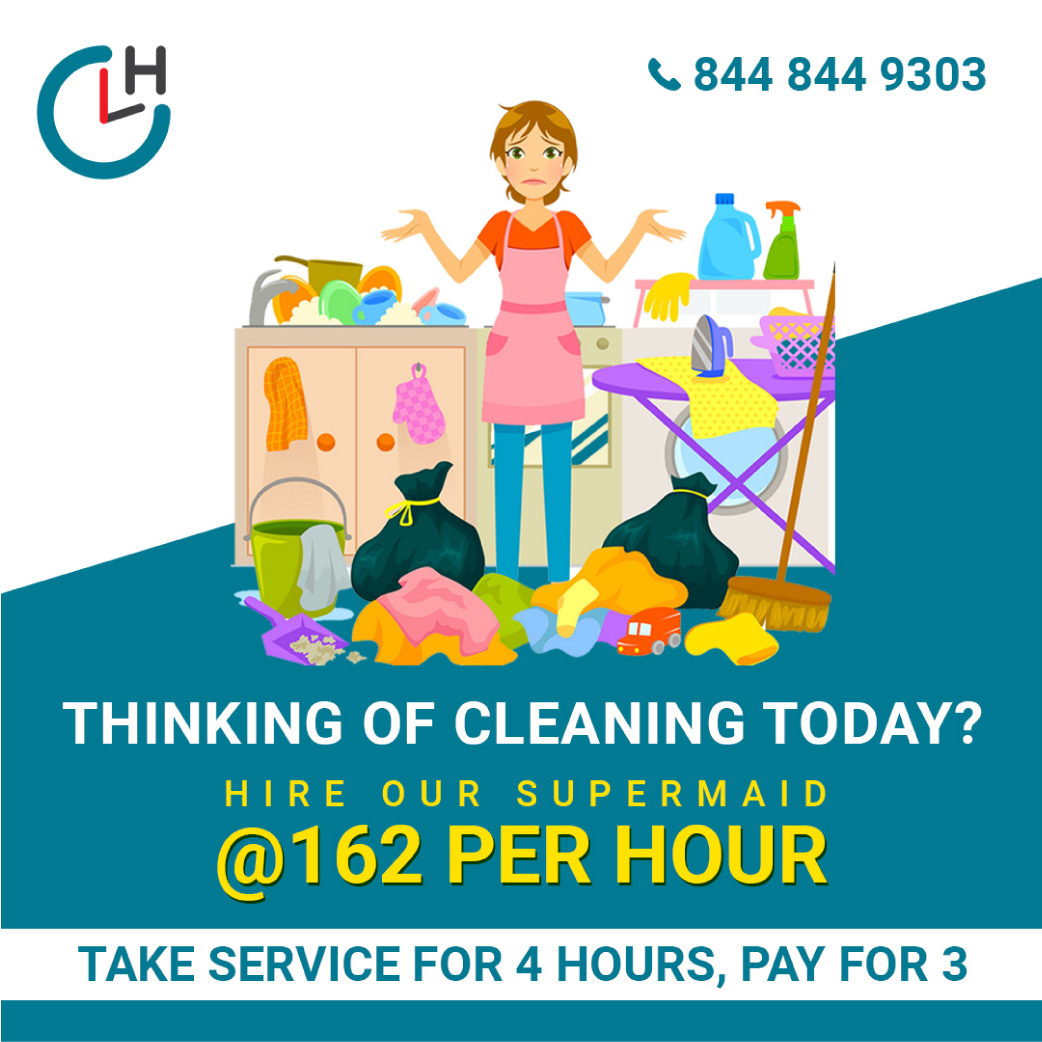 LH
844 844 9303
THINKING OF CLEANING TODAY?
HIRE OUR SUPERMAID
@162 PER HOUR
TAKE SERVICE FOR 4 HOURS, PAY FOR 3